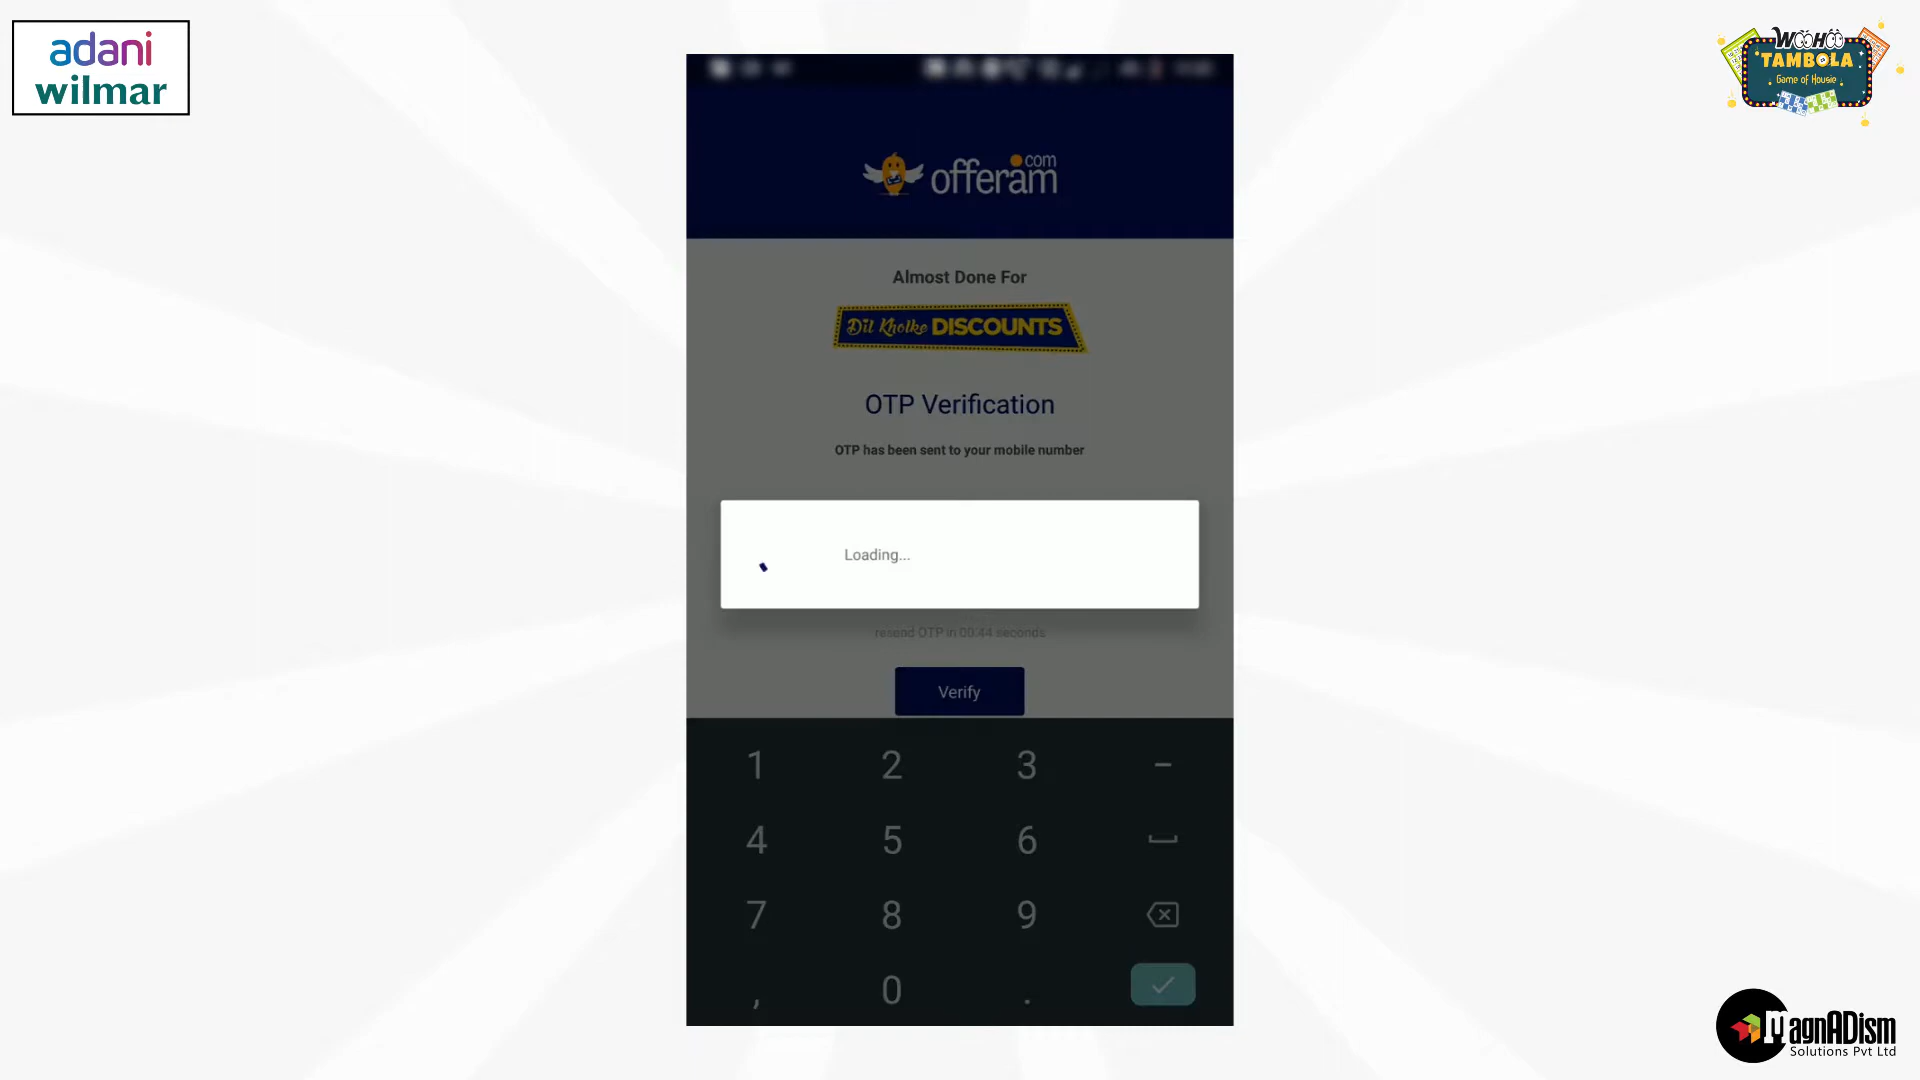 adani
wilmar
WOOHOO
TAMBOLA
Game of Housie
.com
offeram
Almost Done For
Dil Kholke DISCOUNTS
OTP Verification
OTP has been sent to your mobile number
Loading...
resend OTP in 00:44 seconds
Verify
1 2 3 –
4 5 6
7 8 9
, 0 .
MagnADism
Solutions Pvt Ltd